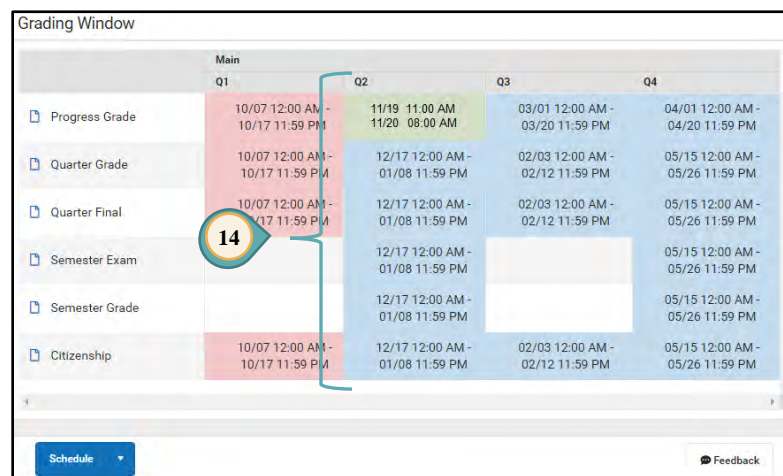 Grading Window
Main
Q1 Q2 Q3 Q4
Progress Grade
10/07 12:00 AM -
10/17 11:59 PM
11/19 11:00 AM
11/20 08:00 AM
03/01 12:00 AM -
03/20 11:59 PM
04/01 12:00 AM -
04/20 11:59 PM
Quarter Grade
10/07 12:00 AM -
10/17 11:59 PM
12/17 12:00 AM -
01/08 11:59 PM
02/03 12:00 AM -
02/12 11:59 PM
05/15 12:00 AM -
05/26 11:59 PM
Quarter Final
10/07 12:00 AM -
17 11:59 PM
12/17 12:00 AM -
01/08 11:59 PM
02/03 12:00 AM -
02/12 11:59 PM
05/15 12:00 AM -
05/26 11:59 PM
14
Semester Exam
12/17 12:00 AM -
01/08 11:59 PM
05/15 12:00 AM -
05/26 11:59 PM
Semester Grade
12/17 12:00 AM -
01/08 11:59 PM
05/15 12:00 AM -
05/26 11:59 PM
Citizenship
10/07 12:00 AM -
10/17 11:59 PM
12/17 12:00 AM -
01/08 11:59 PM
02/03 12:00 AM -
02/12 11:59 PM
05/15 12:00 AM -
05/26 11:59 PM
Schedule
Feedback